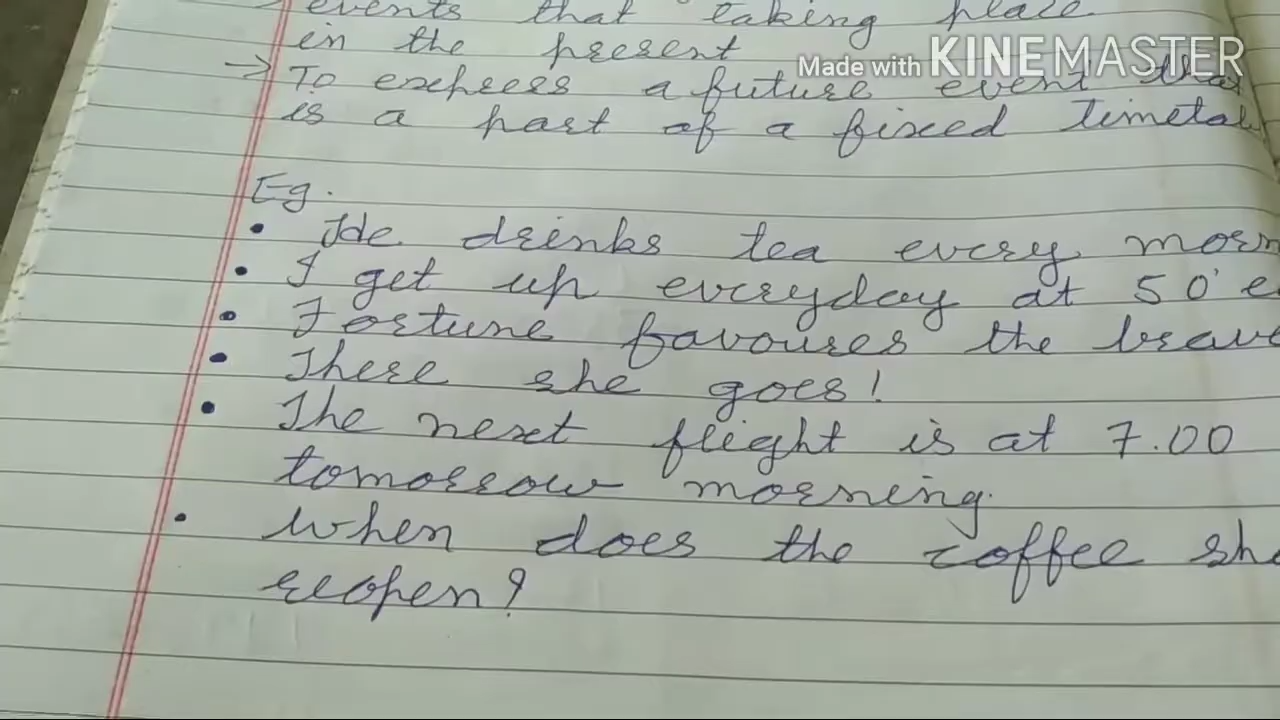 events that taking place
in the present
Made with KINEMASTER
→ To express a future event that
is a part of a fixed timetab
Eg.
• He drinks tea every morn
• I get up everyday at 5 O'c
• Fortune favours the brave
• There she goes!
• The next flight is at 7.00
tomorrow morning.
• When does the coffee sho
reopen?